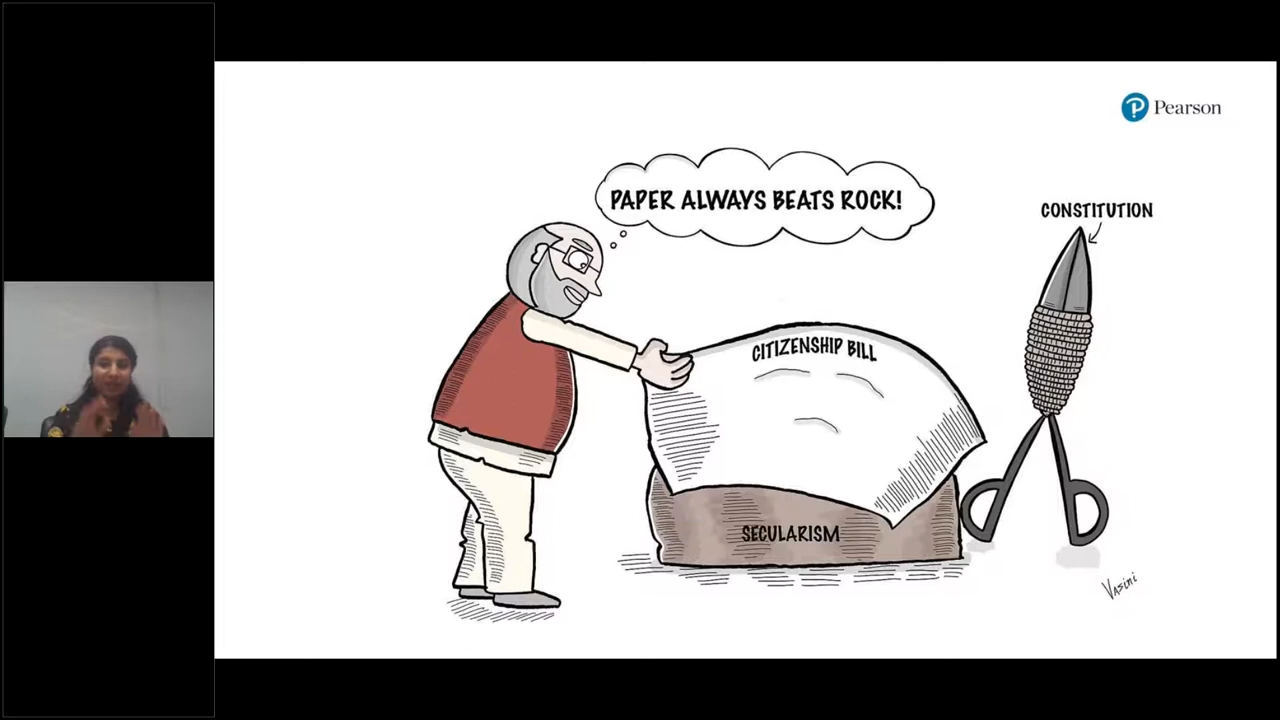 Pearson
PAPER ALWAYS BEATS ROCK!
CONSTITUTION
CITIZENSHIP BILL
SECULARISM
Vasini